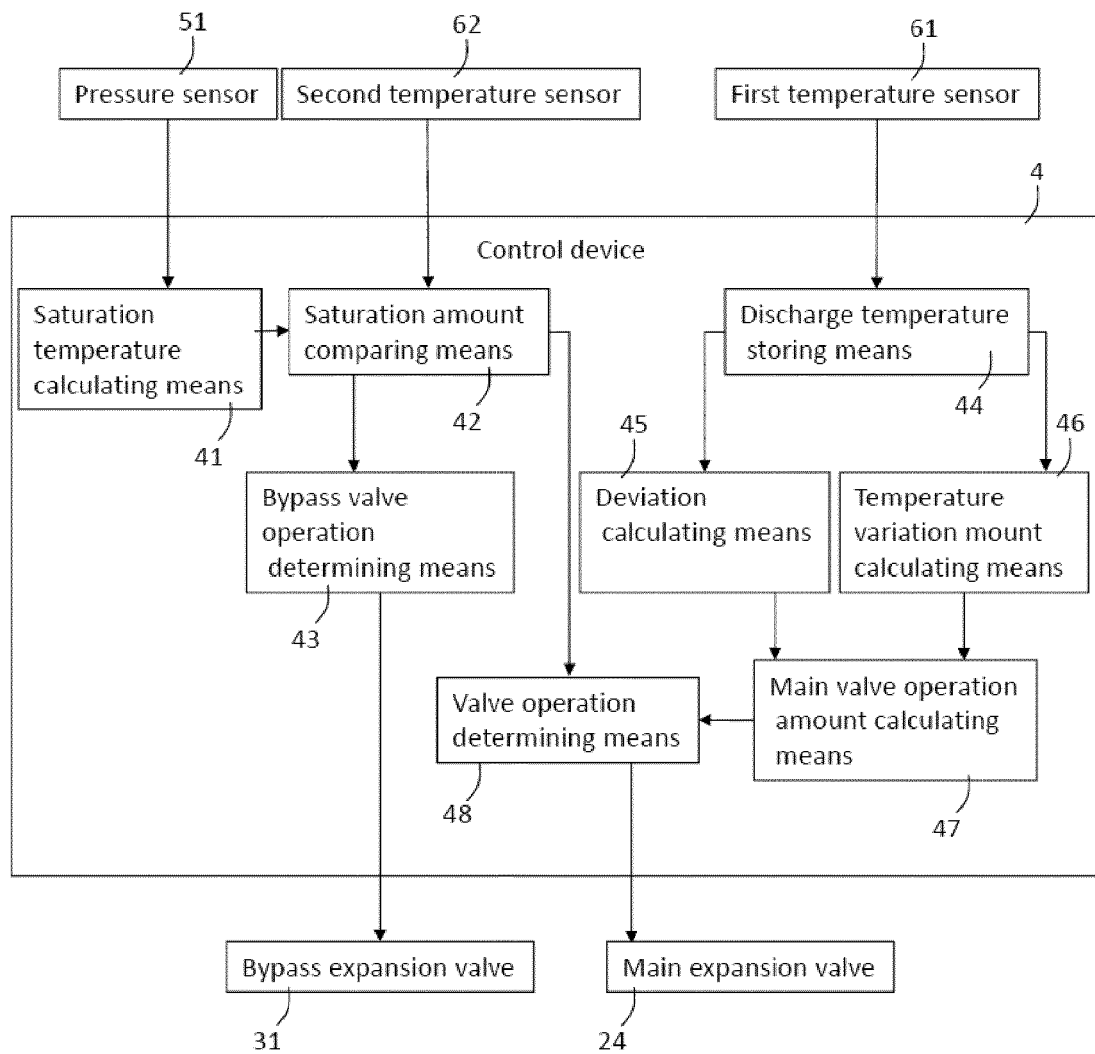 51
62
61
Pressure sensor
Second temperature sensor
First temperature sensor
4
Control device
Saturation
temperature
calculating means
41
Saturation amount
comparing means
42
Discharge temperature
storing means
44
45
46
Bypass valve
operation
determining means
43
Deviation
calculating means
Temperature
variation mount
calculating means
Valve operation
determining means
48
Main valve operation
amount calculating
means
47
Bypass expansion valve
31
Main expansion valve
24